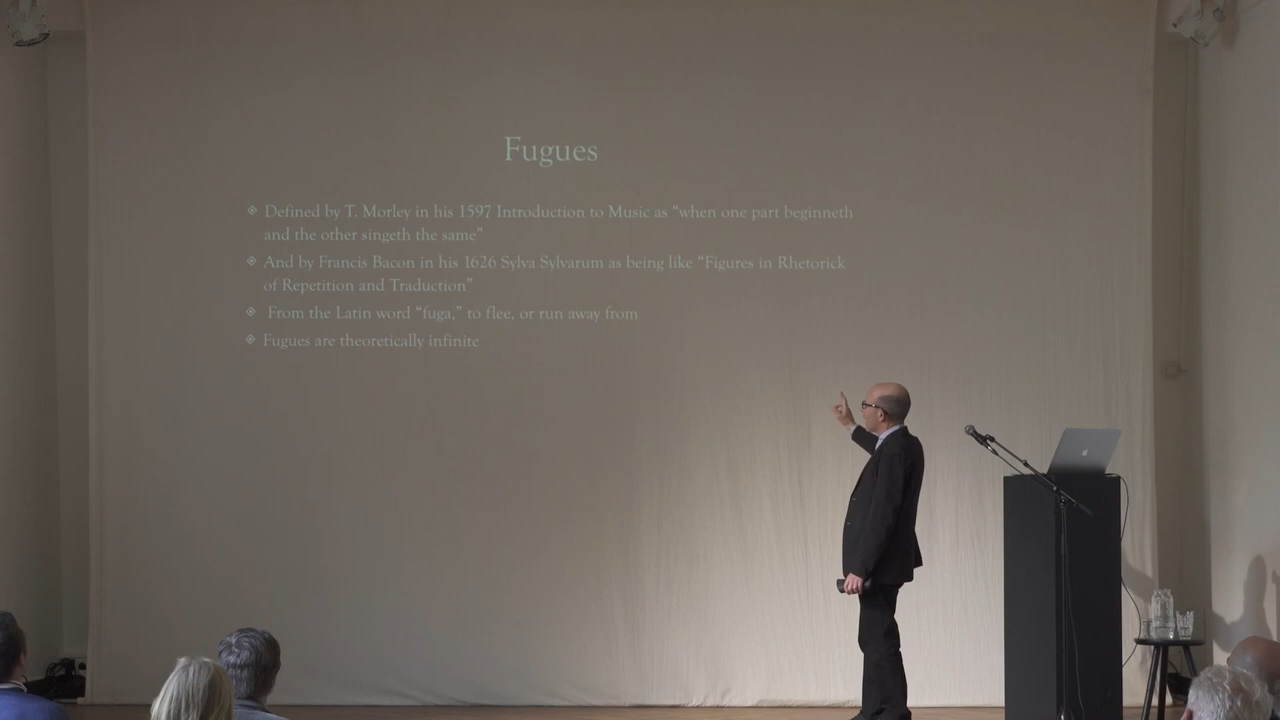 Fugues
Defined by T. Morley in his 1597 Introduction to Music as “when one part beginneth
and the other singeth the same”
And by Francis Bacon in his 1626 Sylva Sylvarum as being like “Figures in Rhetorick
of Repetition and Traduction”
From the Latin word “fuga,” to flee, or run away from
Fugues are theoretically infinite